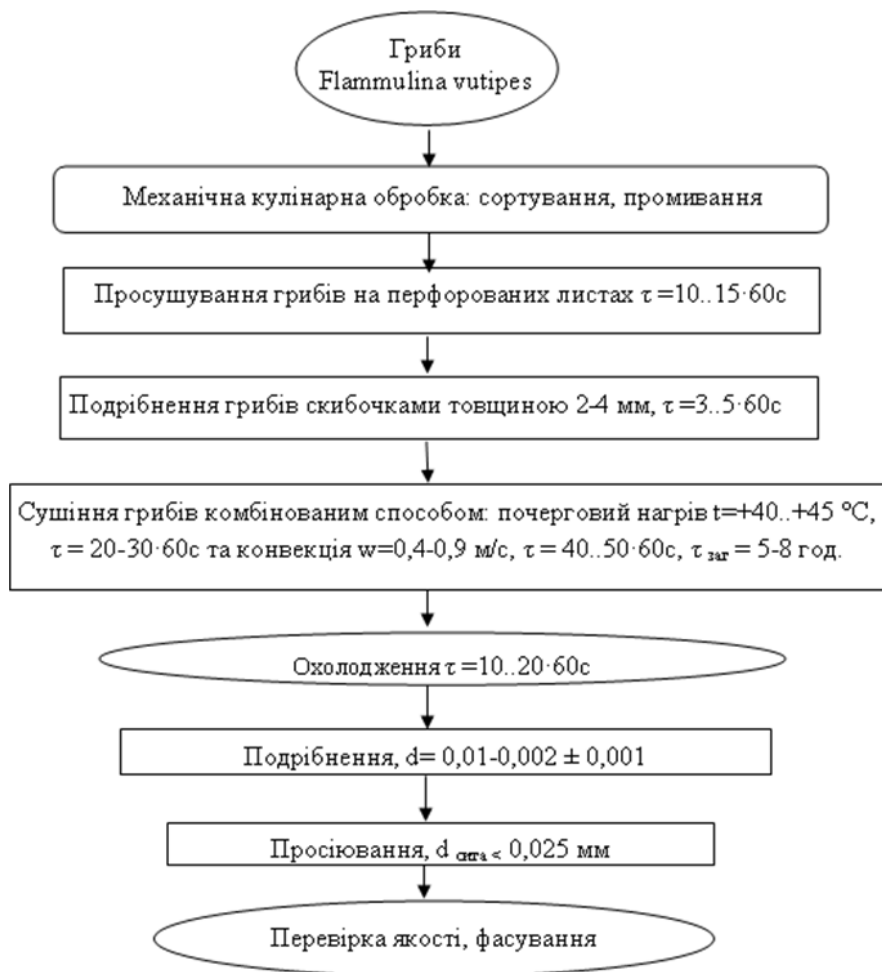 Гриби
Flammulina vutipes
Механічна кулінарна обробка: сортування, промивання
Просушування грибів на перфорованих листах τ =10..15·60с
Подрібнення грибів скибочками товщиною 2-4 мм, τ =3..5·60с
Сушіння грибів комбінованим способом: почерговий нагрів t=+40..+45 °С,
τ = 20-30·60с та конвекція w=0,4-0,9 м/с, τ = 40..50·60с, τ заг = 5-8 год.
Охолодження τ =10..20·60с
Подрібнення, d= 0,01-0,002 ± 0,001
Просіювання, d сита < 0,025 мм
Перевірка якості, фасування